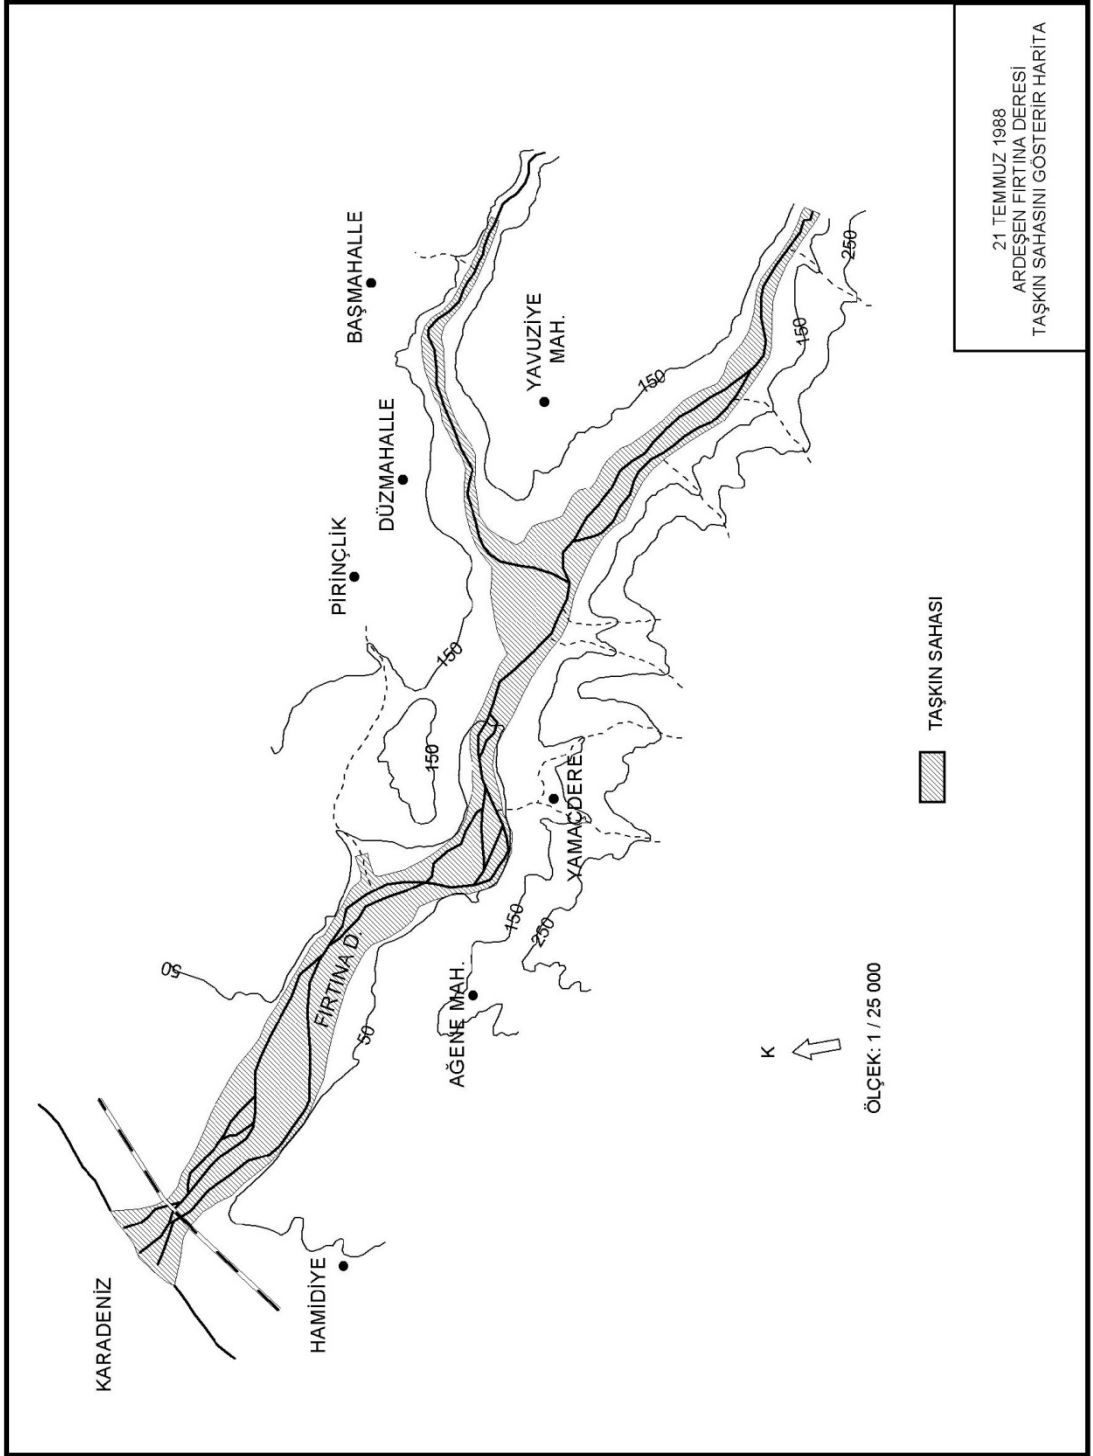 21 TEMMUZ 1988
ARDEŞEN FIRTINA DERESİ
TAŞKIN SAHASINI GÖSTERİR HARİTA
KARADENİZ
HAMİDİYE
FIRTINA D.
50
50
AĞENE MAH.
150
250
YAMAÇDERE
150
150
PİRİNÇLİK
DÜZMAHALLE
BAŞMAHALLE
YAVUZİYE
MAH.
150
150
250
K
ÖLÇEK: 1 / 25 000
TAŞKIN SAHASI